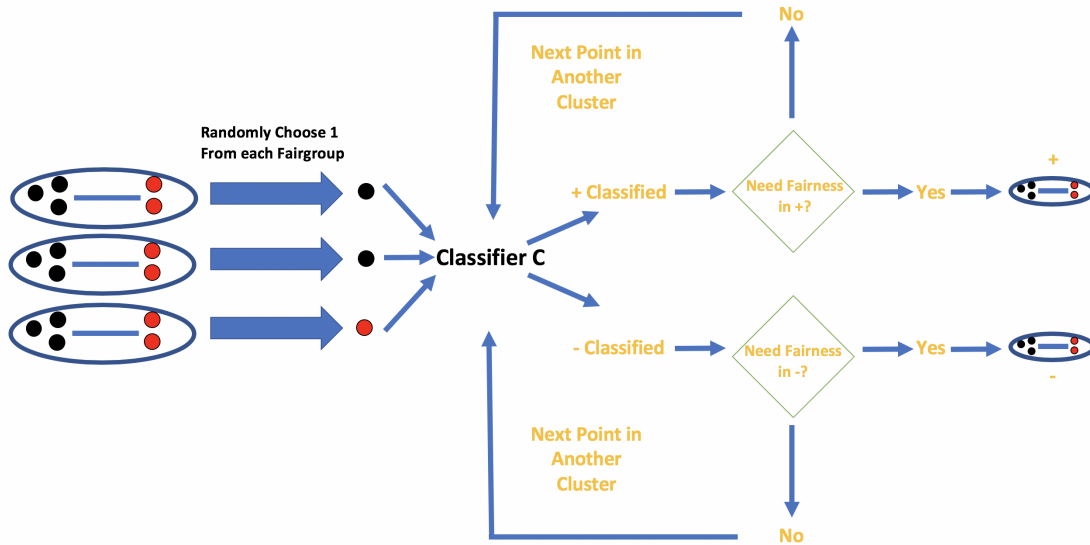 No
Next Point in
Another
Cluster
Randomly Choose 1
From each Fairgroup
+
+ Classified
Need Fairness
in +?
Yes
Classifier C
- Classified
Need Fairness
in -?
Yes
-
Next Point in
Another
Cluster
No